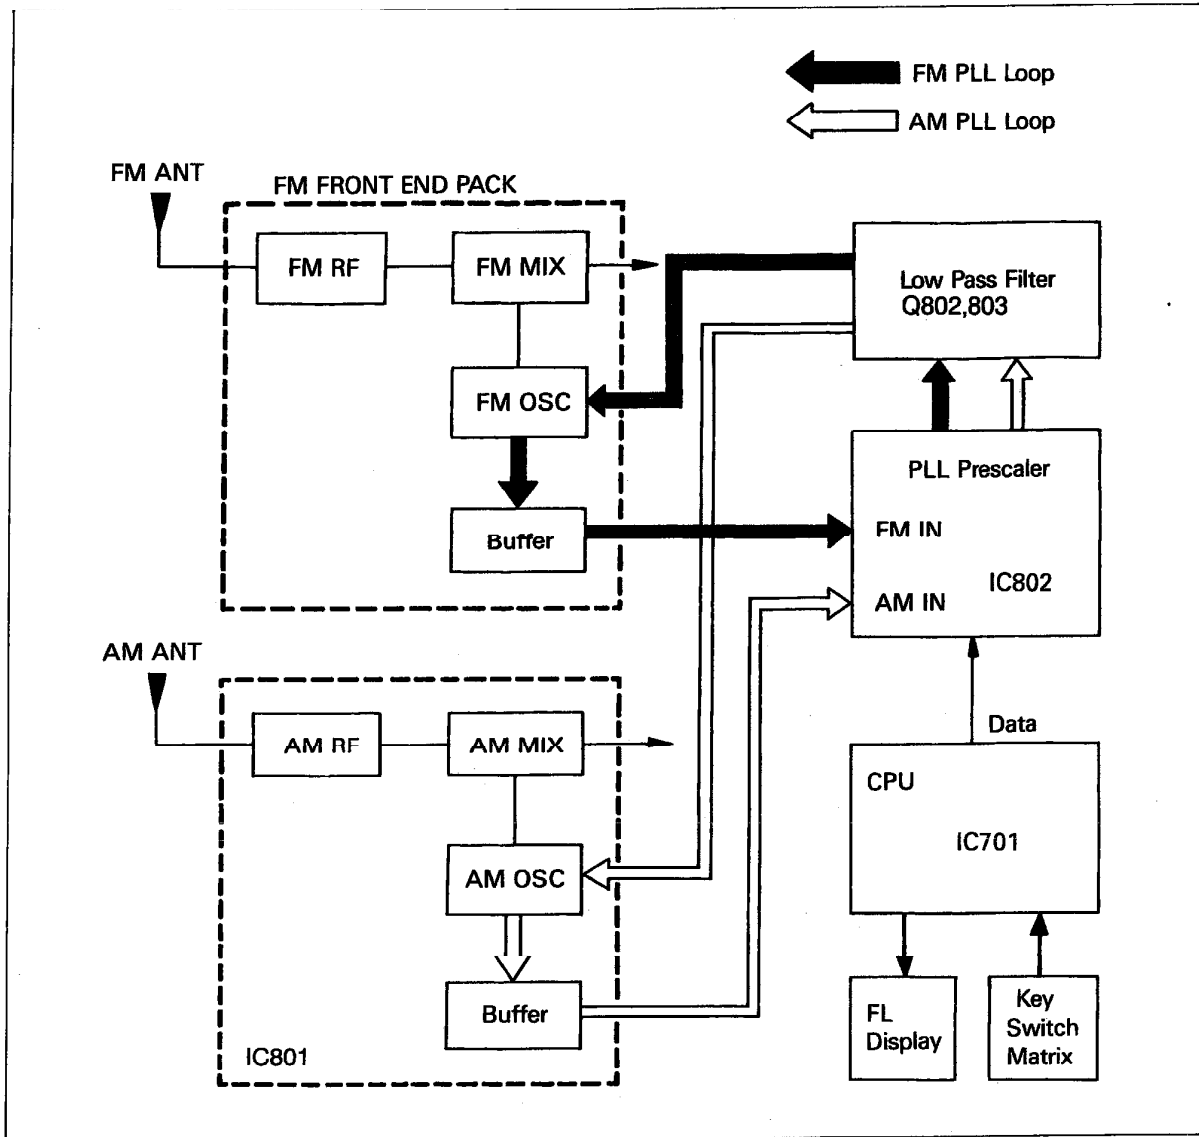 FM PLL Loop
AM PLL Loop
FM ANT
FM FRONT END PACK
FM RF
FM MIX
Low Pass Filter
Q802,803
FM OSC
PLL Prescaler
Buffer
FM IN
IC802
AM IN
AM ANT
Data
AM RF
AM MIX
CPU
IC701
AM OSC
Buffer
IC801
FL
Display
Key
Switch
Matrix